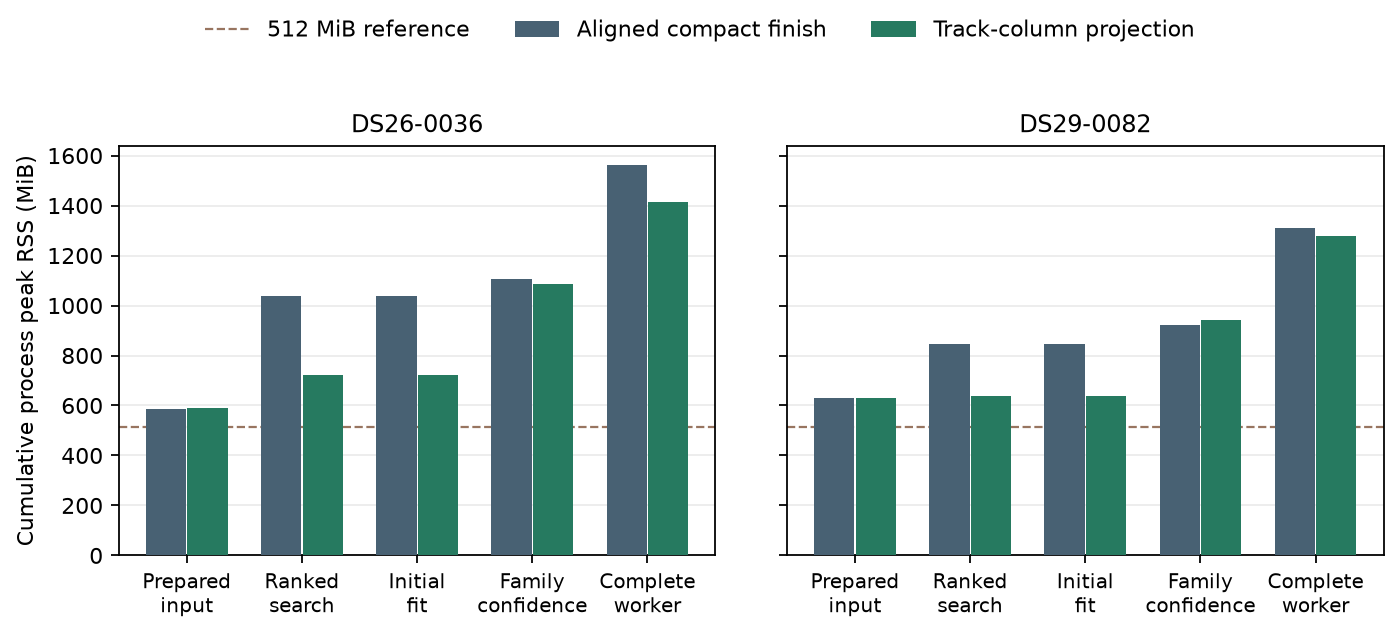 512 MiB reference
Aligned compact finish
Track-column projection
DS26-0036
DS29-0082
Cumulative process peak RSS (MiB)
1600
1400
1200
1000
800
600
400
200
0
Prepared input
Ranked search
Initial fit
Family confidence
Complete worker
Prepared input
Ranked search
Initial fit
Family confidence
Complete worker